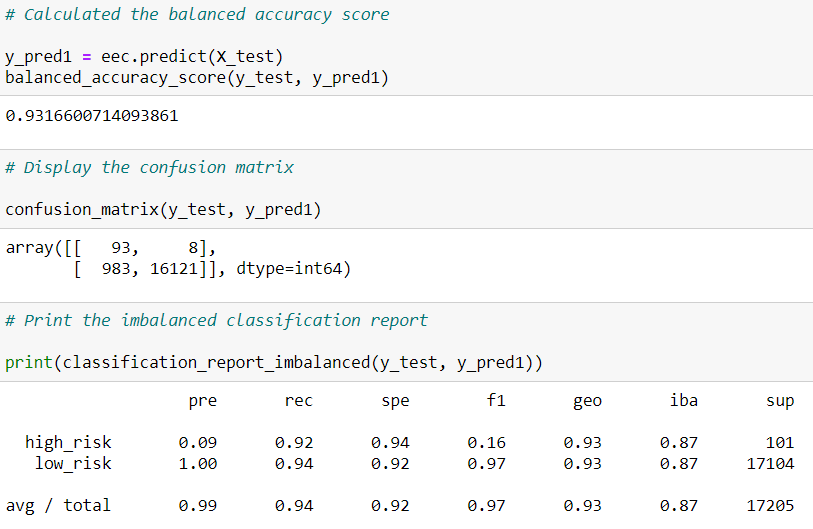 # Calculated the balanced accuracy score
y_pred1 = eec.predict(X_test)
balanced_accuracy_score(y_test, y_pred1)
0.9316600714093861
# Display the confusion matrix
confusion_matrix(y_test, y_pred1)
array([[   93,     8],
       [  983, 16121]], dtype=int64)
# Print the imbalanced classification report
print(classification_report_imbalanced(y_test, y_pred1))
pre rec spe f1 geo iba sup
high_risk 0.09 0.92 0.94 0.16 0.93 0.87 101
low_risk 1.00 0.94 0.92 0.97 0.93 0.87 17104
avg / total 0.99 0.94 0.92 0.97 0.93 0.87 17205